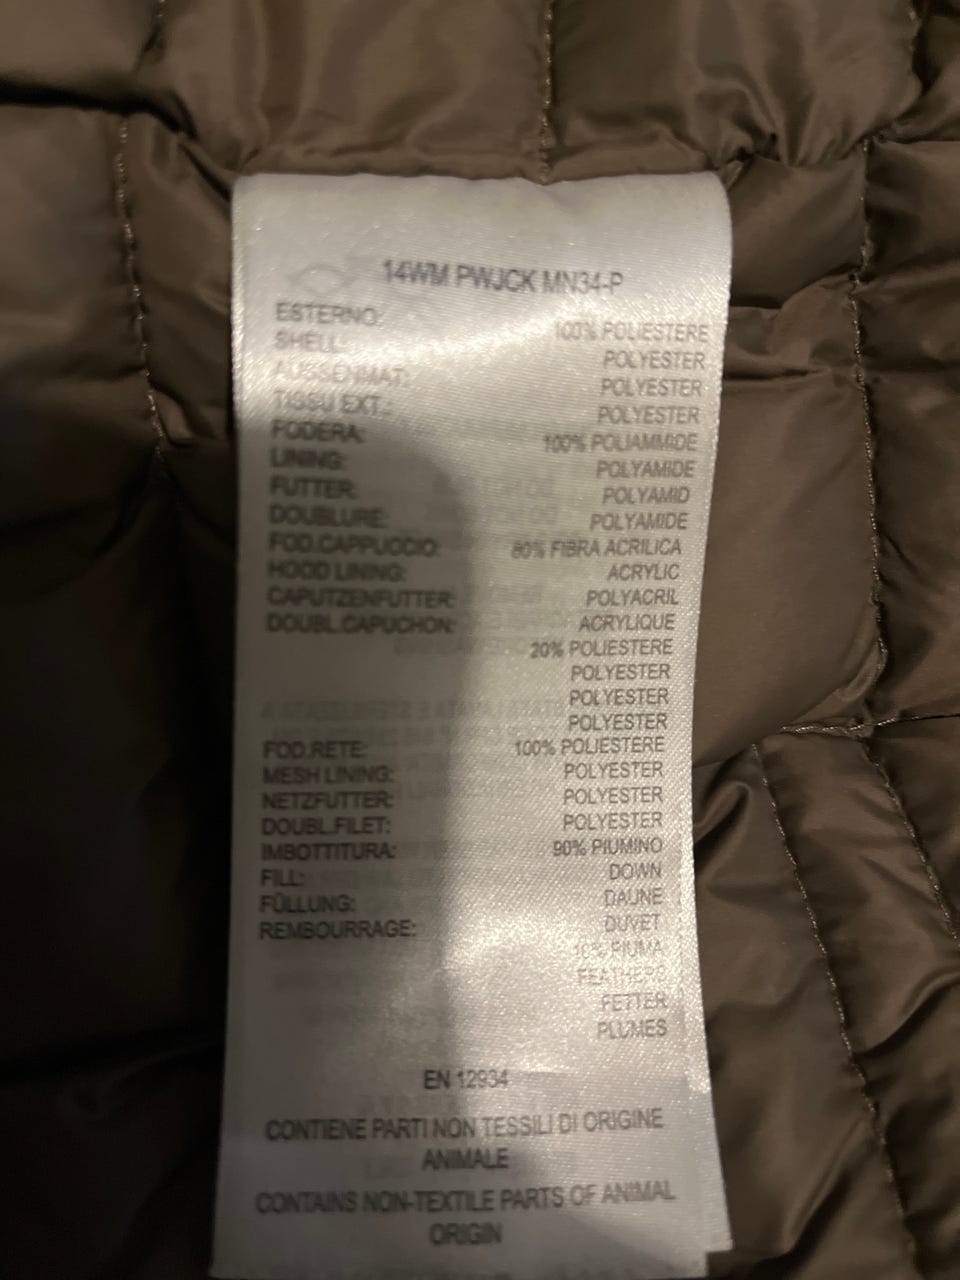 14WM PWJCK MN34-P
ESTERNO: 100% POLIESTERE
SHELL: POLYESTER
AUSSENMAT: POLYESTER
TISSU EXT.: POLYESTER
FODERA: 100% POLIAMMIDE
LINING: POLYAMIDE
FUTTER: POLYAMID
DOUBLURE: POLYAMIDE
FOD.CAPPUCCIO: 80% FIBRA ACRILICA
HOOD LINING: ACRYLIC
CAPUTZENFUTTER: POLYACRIL
DOUBL.CAPUCHON: ACRYLIQUE
20% POLIESTERE
POLYESTER
POLYESTER
POLYESTER
FOD.RETE: 100% POLIESTERE
MESH LINING: POLYESTER
NETZFUTTER: POLYESTER
DOUBL.FILET: POLYESTER
IMBOTTITURA: 90% PIUMINO
FILL: DOWN
FÜLLUNG: DAUNE
REMBOURRAGE: DUVET
10% PIUMA
FEATHERS
FETTER
PLUMES
EN 12934
CONTIENE PARTI NON TESSILI DI ORIGINE
ANIMALE
CONTAINS NON-TEXTILE PARTS OF ANIMAL
ORIGIN